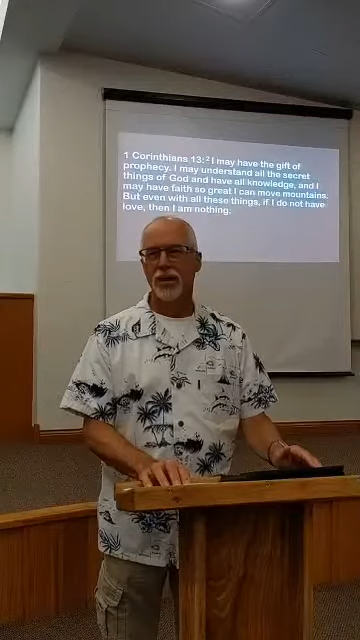 1 Corinthians 13: 2 I may have the gift of
prophecy. I may understand all the secret
things of God and have all knowledge, and I
may have faith so great I can move mountains.
But even with all these things, if I do not have
love, then I am nothing.